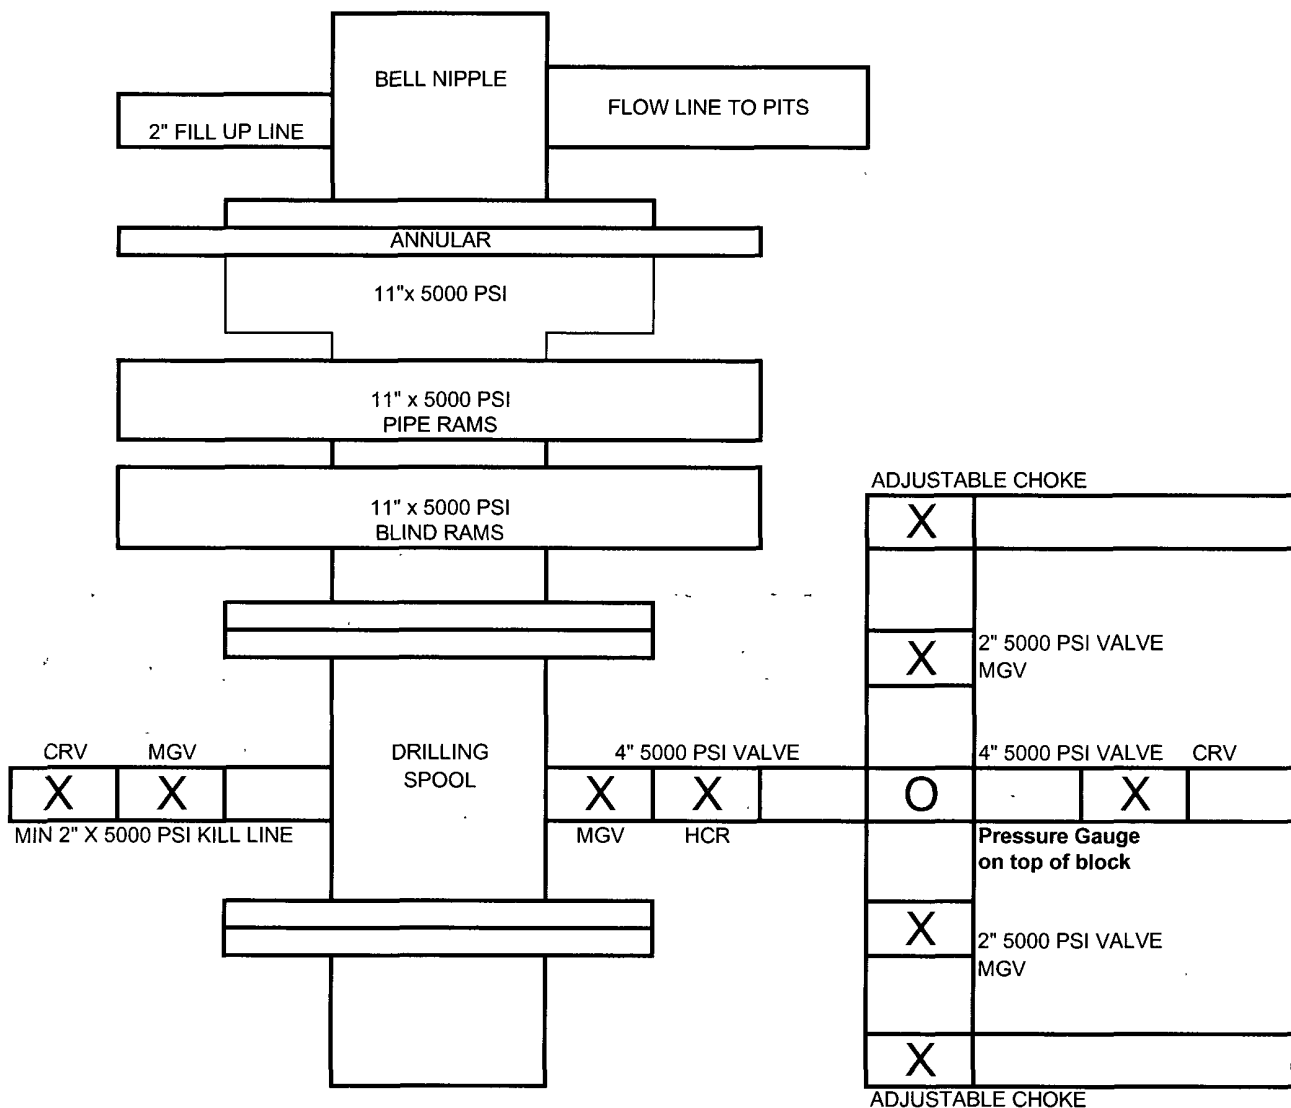 BELL NIPPLE
FLOW LINE TO PITS
2" FILL UP LINE
ANNULAR
11"x 5000 PSI
11" x 5000 PSI
PIPE RAMS
11" x 5000 PSI
BLIND RAMS
ADJUSTABLE CHOKE
X
X
2" 5000 PSI VALVE
MGV
CRV
MGV
DRILLING
SPOOL
4" 5000 PSI VALVE
4" 5000 PSI VALVE
CRV
X
X
X
X
O
X
MIN 2" X 5000 PSI KILL LINE
MGV
HCR
Pressure Gauge
on top of block
X
2" 5000 PSI VALVE
MGV
X
ADJUSTABLE CHOKE